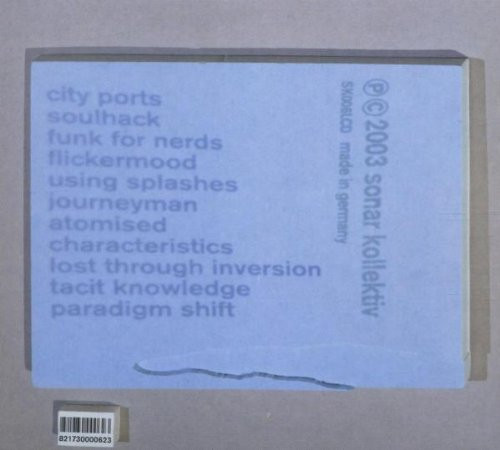 city ports
soulhack
funk for nerds
flickermood
using splashes
journeyman
atomised
characteristics
lost through inversion
tacit knowledge
paradigm shift
Ⓟ©2003 sonar kollektiv
SK008LCD made in germany
821730000623